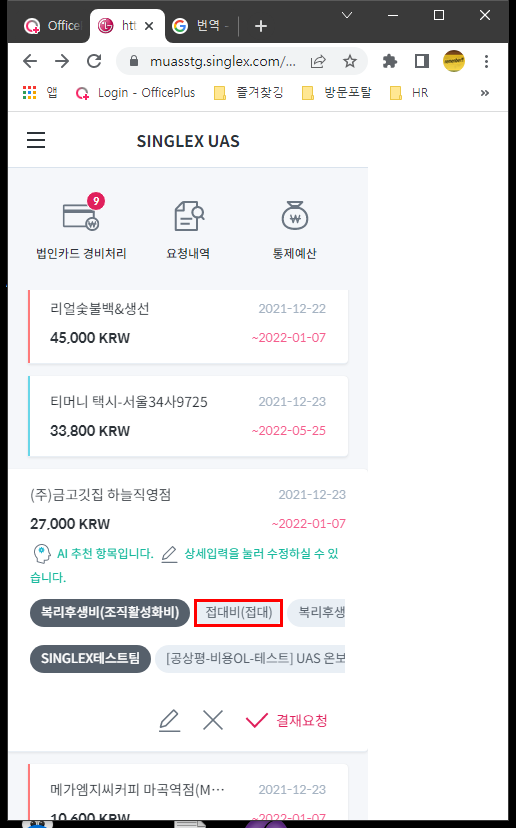 Office
htt
번역 -
muasstg.singlex.com/...
앱
Login - OfficePlus
즐겨찾깅
방문포탈
HR
»
SINGLEX UAS
9
법인카드 경비처리
요청내역
통제예산
리얼숯불백&생선 2021-12-22
45,000 KRW ~2022-01-07
티머니 택시-서울34사9725 2021-12-23
33,800 KRW ~2022-05-25
(주)금고깃집 하늘직영점 2021-12-23
27,000 KRW ~2022-01-07
AI 추천 항목입니다. 상세입력을 눌러 수정하실 수 있
습니다.
복리후생비(조직활성화비) 접대비(접대) 복리후생
SINGLEX테스트팀 [공상평-비용OL-테스트] UAS 온보
결재요청
메가엠지씨커피 마곡역점(M… 2021-12-23
10,600 KRW ~2022-01-07